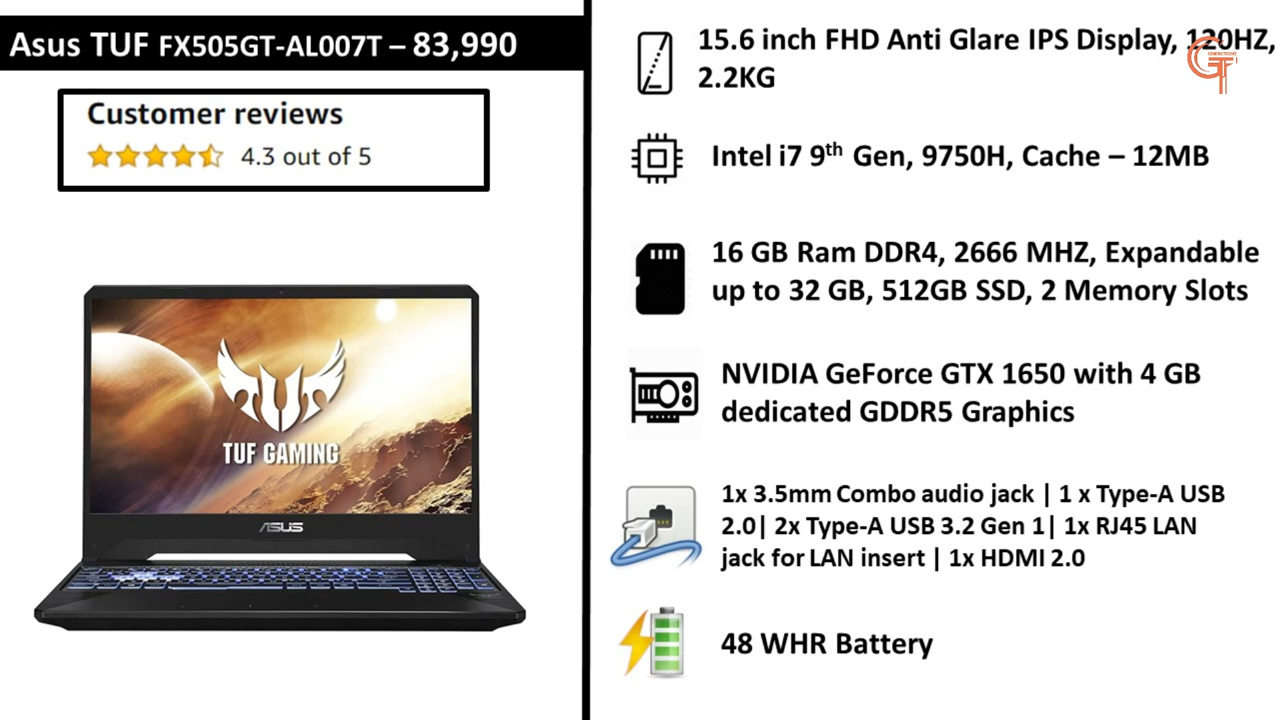 Asus TUF FX505GT-AL007T – 83,990
Customer reviews
4.3 out of 5
TUF GAMING
ASUS
15.6 inch FHD Anti Glare IPS Display, 120HZ,
2.2KG
Intel i7 9th Gen, 9750H, Cache – 12MB
16 GB Ram DDR4, 2666 MHZ, Expandable
up to 32 GB, 512GB SSD, 2 Memory Slots
NVIDIA GeForce GTX 1650 with 4 GB
dedicated GDDR5 Graphics
1x 3.5mm Combo audio jack | 1 x Type-A USB
2.0| 2x Type-A USB 3.2 Gen 1| 1x RJ45 LAN
jack for LAN insert | 1x HDMI 2.0
48 WHR Battery